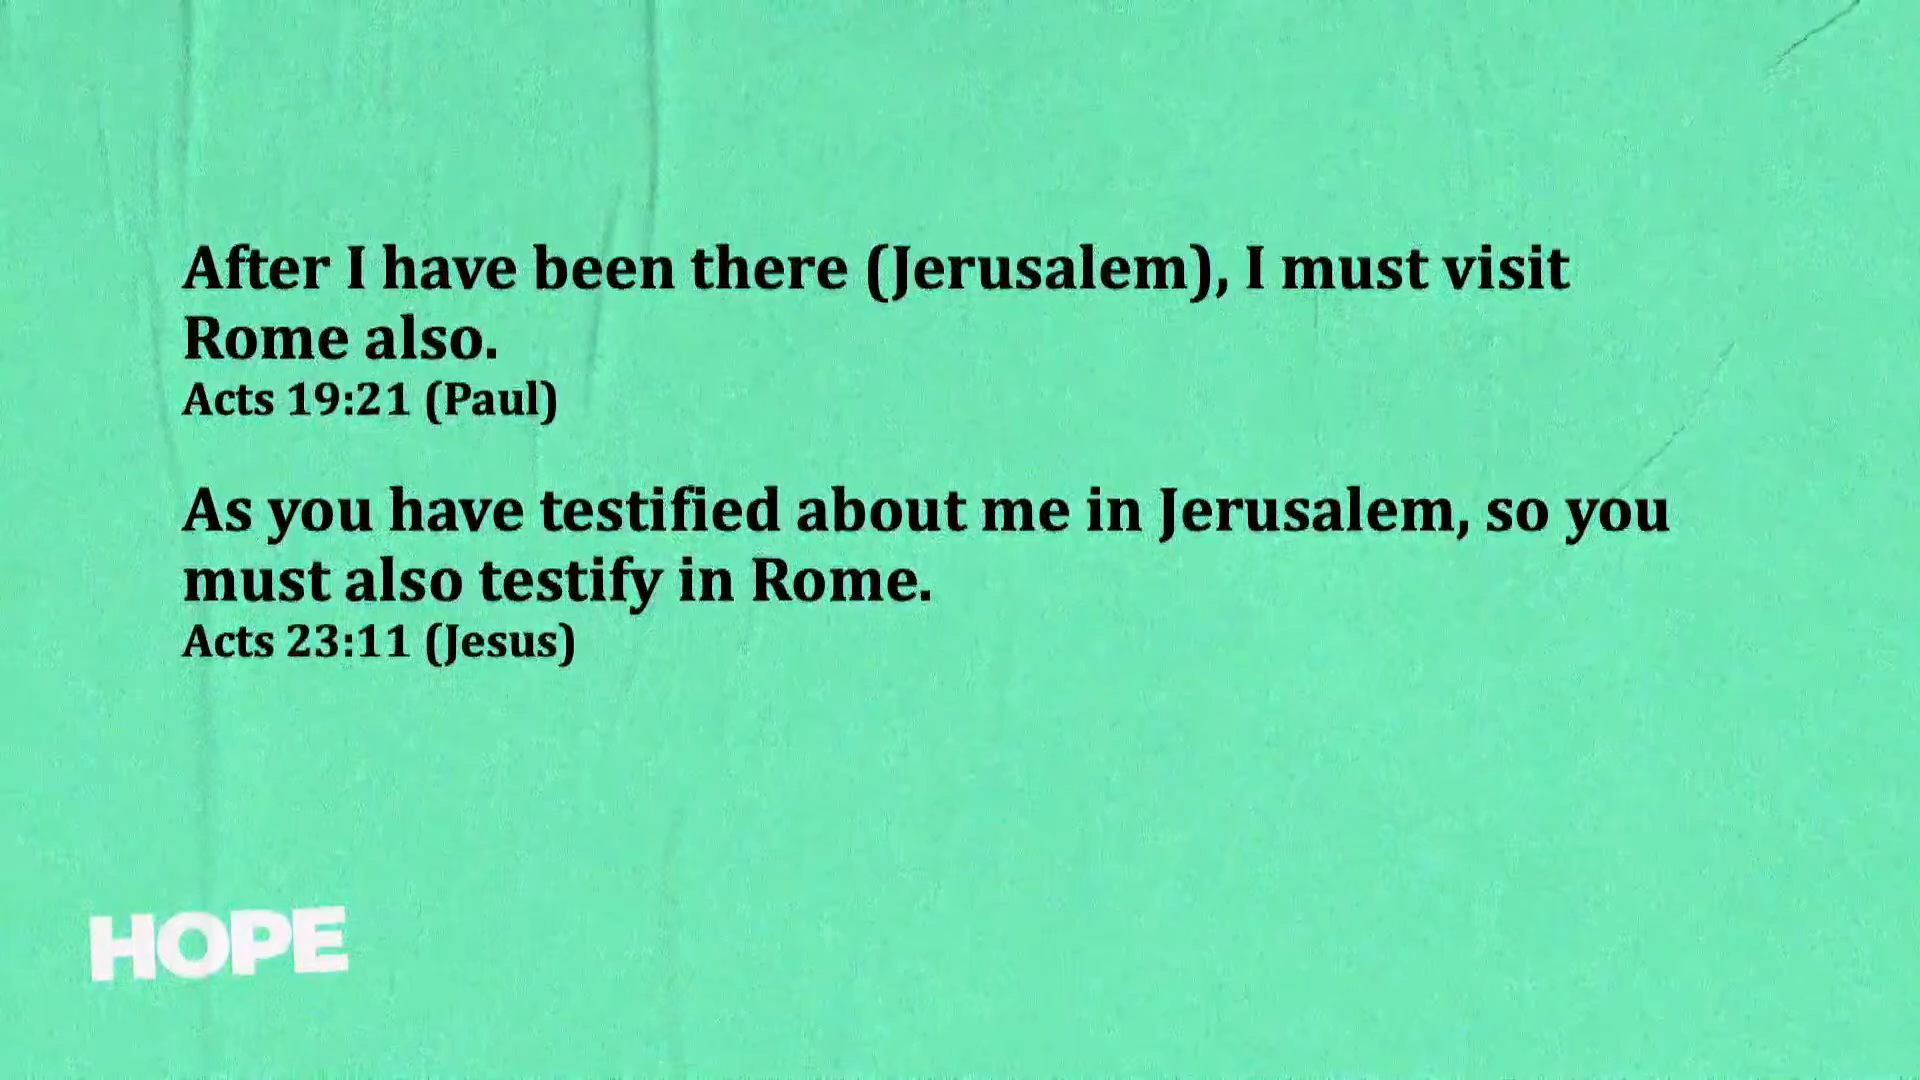 After I have been there (Jerusalem), I must visit
Rome also.
Acts 19:21 (Paul)
As you have testified about me in Jerusalem, so you
must also testify in Rome.
Acts 23:11 (Jesus)
HOPE